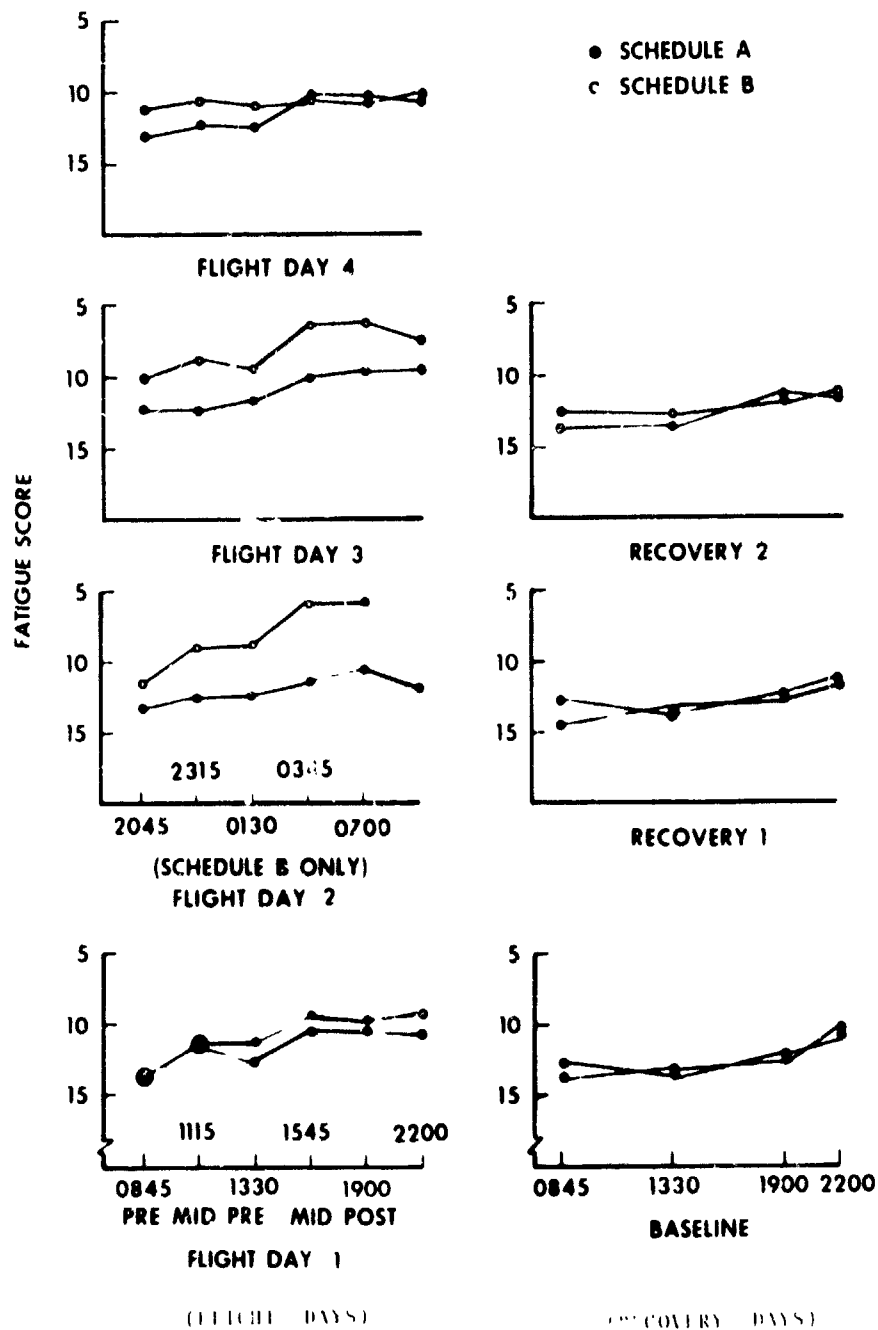 5
10
15
SCHEDULE A
SCHEDULE B
FLIGHT DAY 4
5
10
15
FLIGHT DAY 3
5
10
15
RECOVERY 2
FATIGUE SCORE
5
10
15
2315
2045 0130 0700
(SCHEDULE B ONLY)
FLIGHT DAY 2
5
10
15
RECOVERY 1
5
10
15
1115 1545 2200
0845 1330 1900
PRE MID PRE MID POST
FLIGHT DAY 1
5
10
15
0845 1330 1900 2200
BASELINE
DAYS)
DAYS)